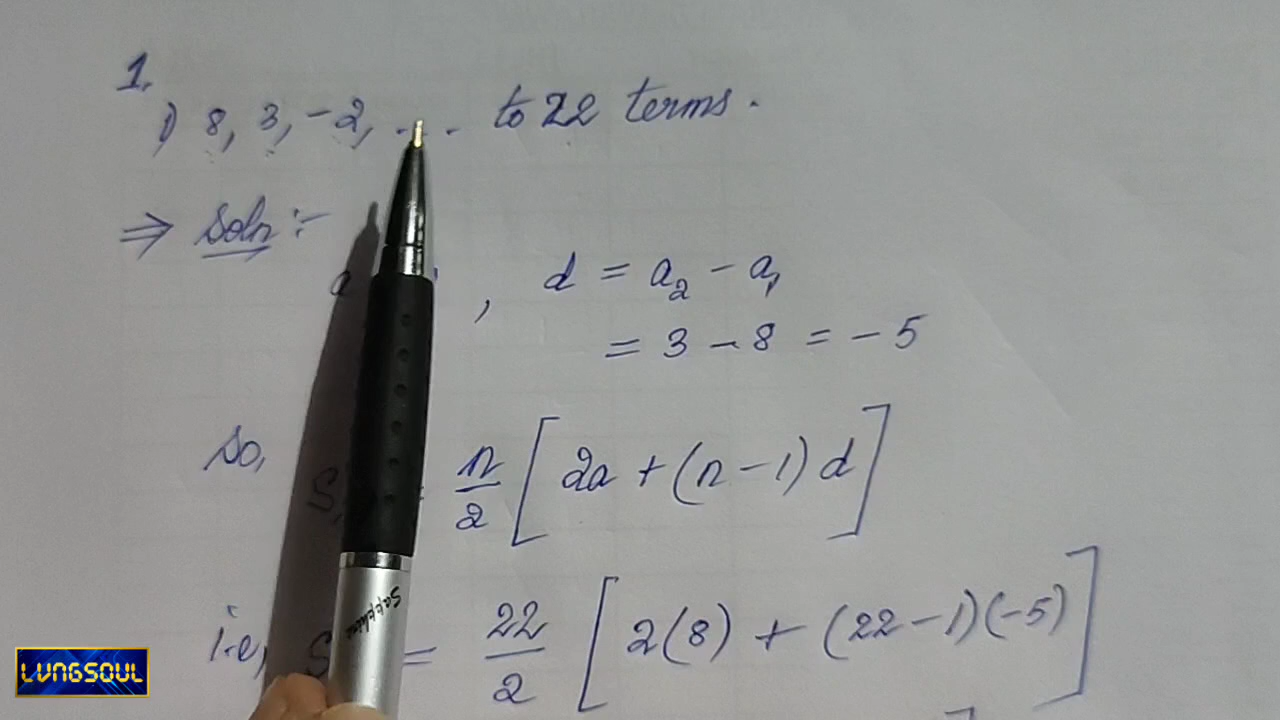 1.
i) 8, 3, -2, ... to 22 terms.
⇒ Soln :-
a , d = a₂ - a₁
= 3 - 8 = -5
So,
S = n/2 [2a + (n-1)d]
i.e, S = 22/2 [2(8) + (22-1)(-5)]
Sapphire
LUNGSOUL